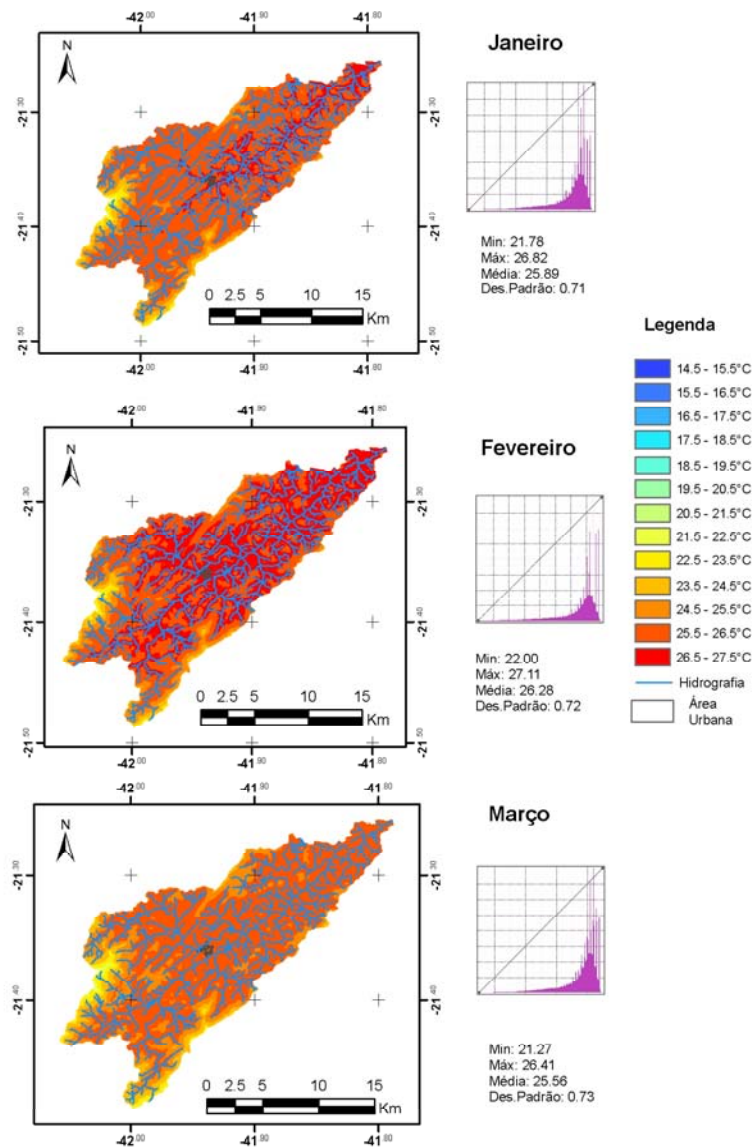 -42.00 -41.90 -41.80
N
Janeiro
-21.30 -21.30
-21.40 -21.40
Min: 21.78
Máx: 26.82
Média: 25.89
Des.Padrão: 0.71
0 2.5 5 10 15
Km
-21.50 -21.50
-42.00 -41.90 -41.80
Legenda
14.5 - 15.5°C
15.5 - 16.5°C
16.5 - 17.5°C
17.5 - 18.5°C
18.5 - 19.5°C
19.5 - 20.5°C
20.5 - 21.5°C
21.5 - 22.5°C
22.5 - 23.5°C
23.5 - 24.5°C
24.5 - 25.5°C
25.5 - 26.5°C
26.5 - 27.5°C
Hidrografia
Área
Urbana
-42.00 -41.90 -41.80
N
Fevereiro
-21.30 -21.30
-21.40 -21.40
Min: 22.00
Máx: 27.11
Média: 26.28
Des.Padrão: 0.72
0 2.5 5 10 15
Km
-21.50 -21.50
-42.00 -41.90 -41.80
-42.00 -41.90 -41.80
N
Março
-21.30 -21.30
-21.40 -21.40
Min: 21.27
Máx: 26.41
Média: 25.56
Des.Padrão: 0.73
0 2.5 5 10 15
Km
-42.00 -41.90 -41.80